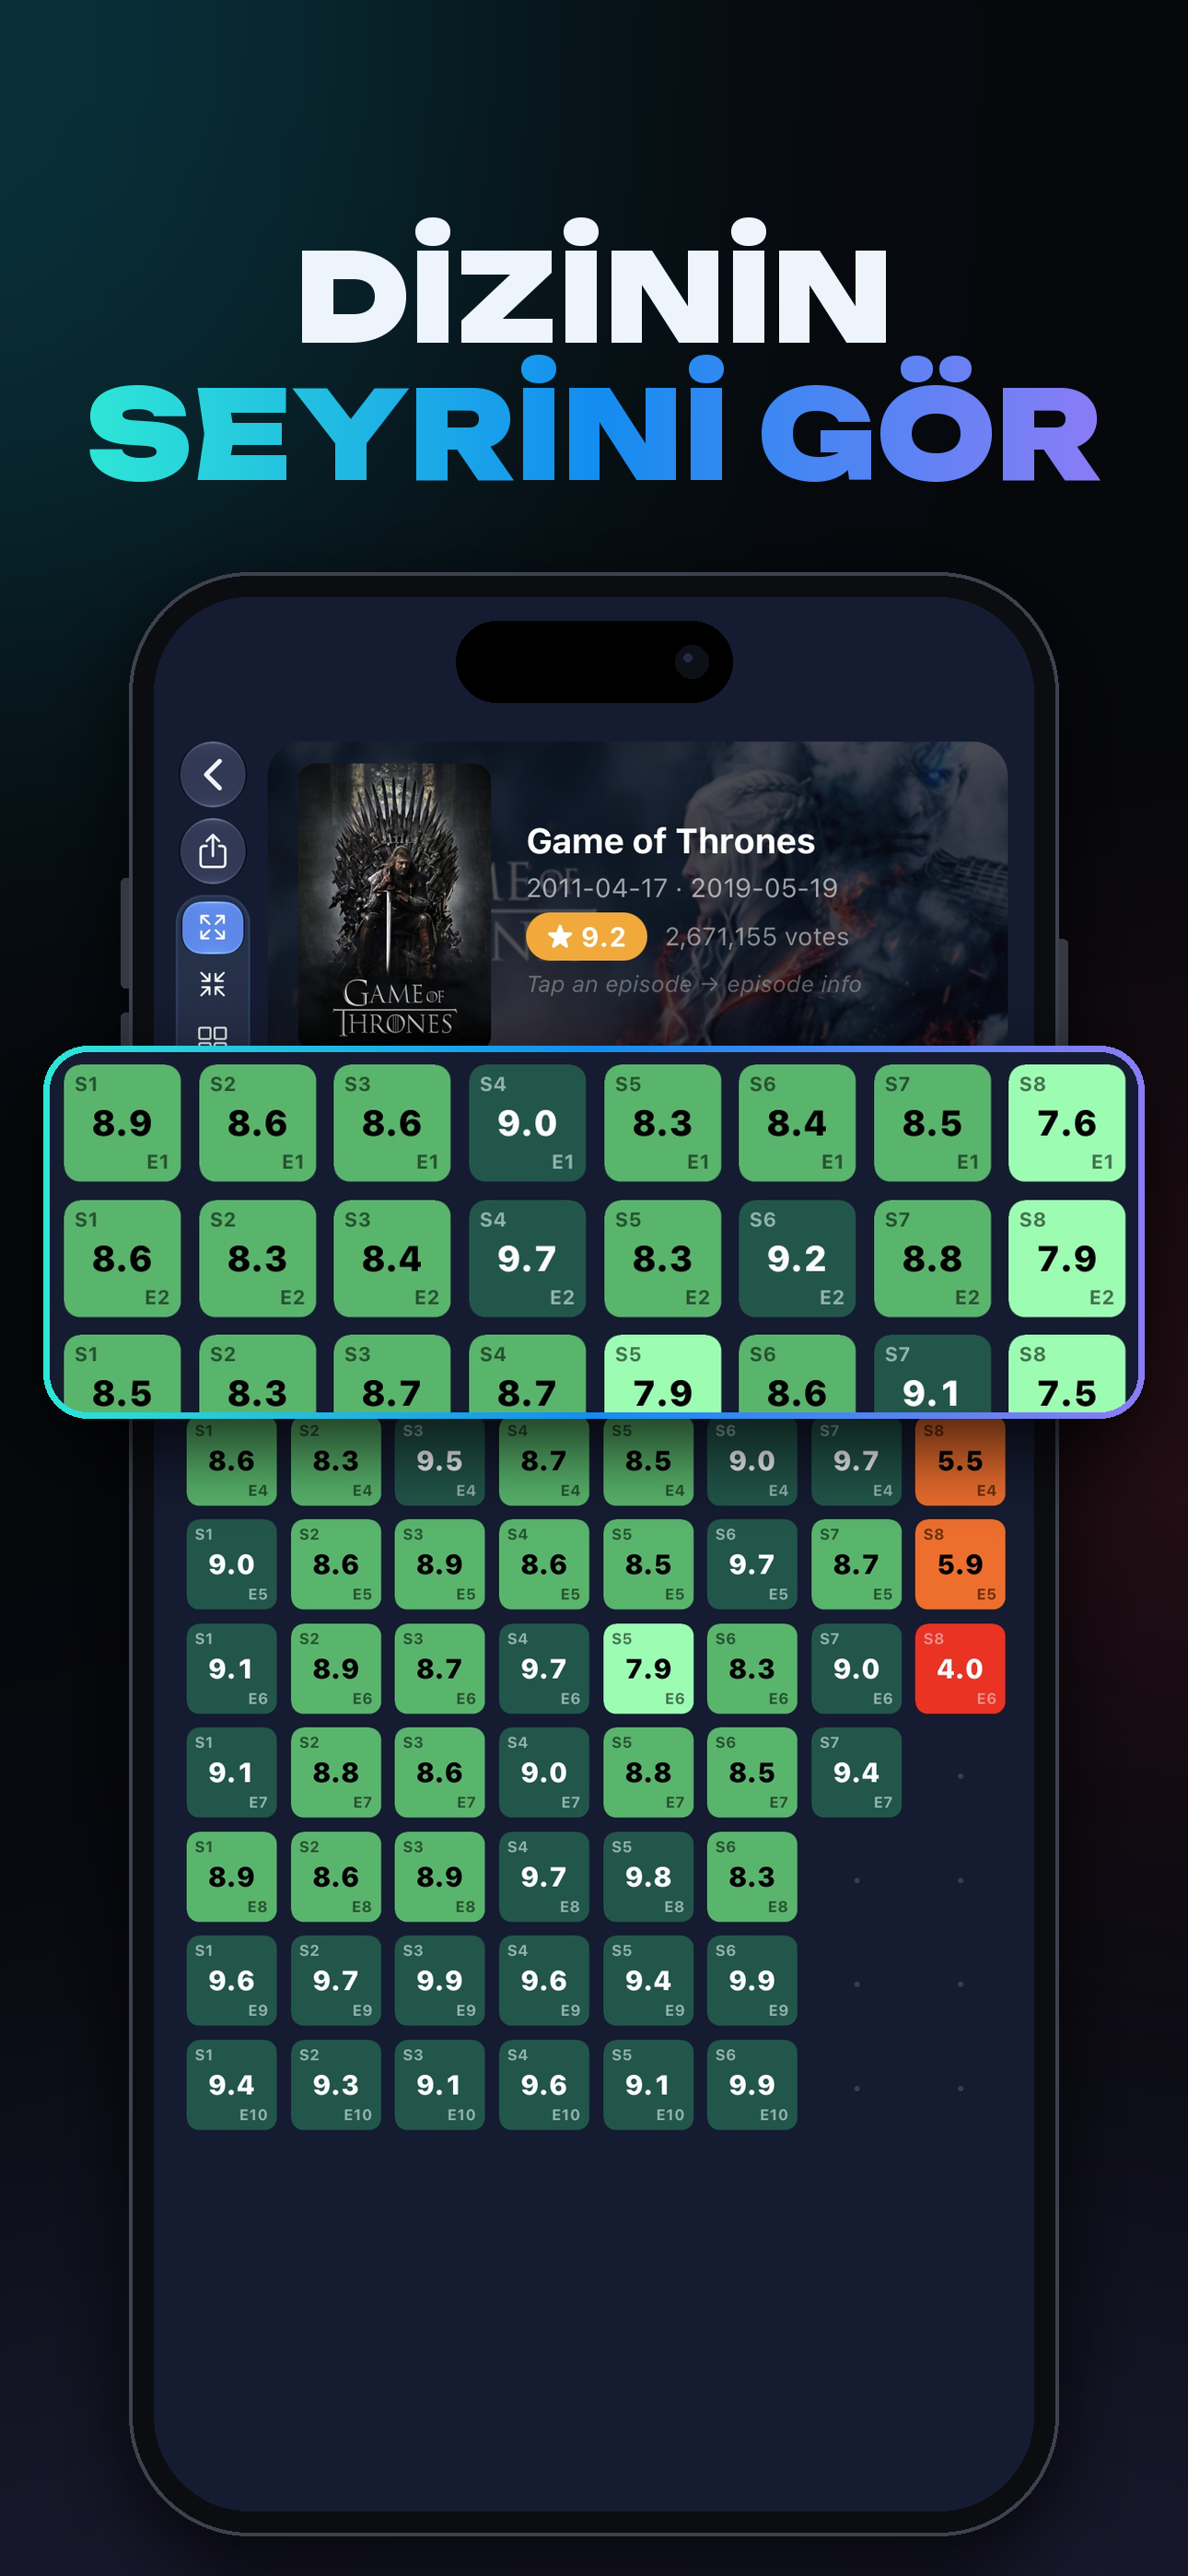 DİZİNİN
SEYRİNİ GÖR
GAME OF
THRONES
Game of Thrones
2011-04-17 · 2019-05-19
★ 9.2 2,671,155 votes
Tap an episode → episode info
S1 S2 S3 S4 S5 S6 S7 S8
8.9 8.6 8.6 9.0 8.3 8.4 8.5 7.6
E1 E1 E1 E1 E1 E1 E1 E1
S1 S2 S3 S4 S5 S6 S7 S8
8.6 8.3 8.4 9.7 8.3 9.2 8.8 7.9
E2 E2 E2 E2 E2 E2 E2 E2
S1 S2 S3 S4 S5 S6 S7 S8
8.5 8.3 8.7 8.7 7.9 8.6 9.1 7.5
S1 S2 S3 S4 S5 S6 S7 S8
8.6 8.3 9.5 8.7 8.5 9.0 9.7 5.5
E4 E4 E4 E4 E4 E4 E4 E4
S1 S2 S3 S4 S5 S6 S7 S8
9.0 8.6 8.9 8.6 8.5 9.7 8.7 5.9
E5 E5 E5 E5 E5 E5 E5 E5
S1 S2 S3 S4 S5 S6 S7 S8
9.1 8.9 8.7 9.7 7.9 8.3 9.0 4.0
E6 E6 E6 E6 E6 E6 E6 E6
S1 S2 S3 S4 S5 S6 S7
9.1 8.8 8.6 9.0 8.8 8.5 9.4
E7 E7 E7 E7 E7 E7 E7
S1 S2 S3 S4 S5 S6
8.9 8.6 8.9 9.7 9.8 8.3
E8 E8 E8 E8 E8 E8
S1 S2 S3 S4 S5 S6
9.6 9.7 9.9 9.6 9.4 9.9
E9 E9 E9 E9 E9 E9
S1 S2 S3 S4 S5 S6
9.4 9.3 9.1 9.6 9.1 9.9
E10 E10 E10 E10 E10 E10